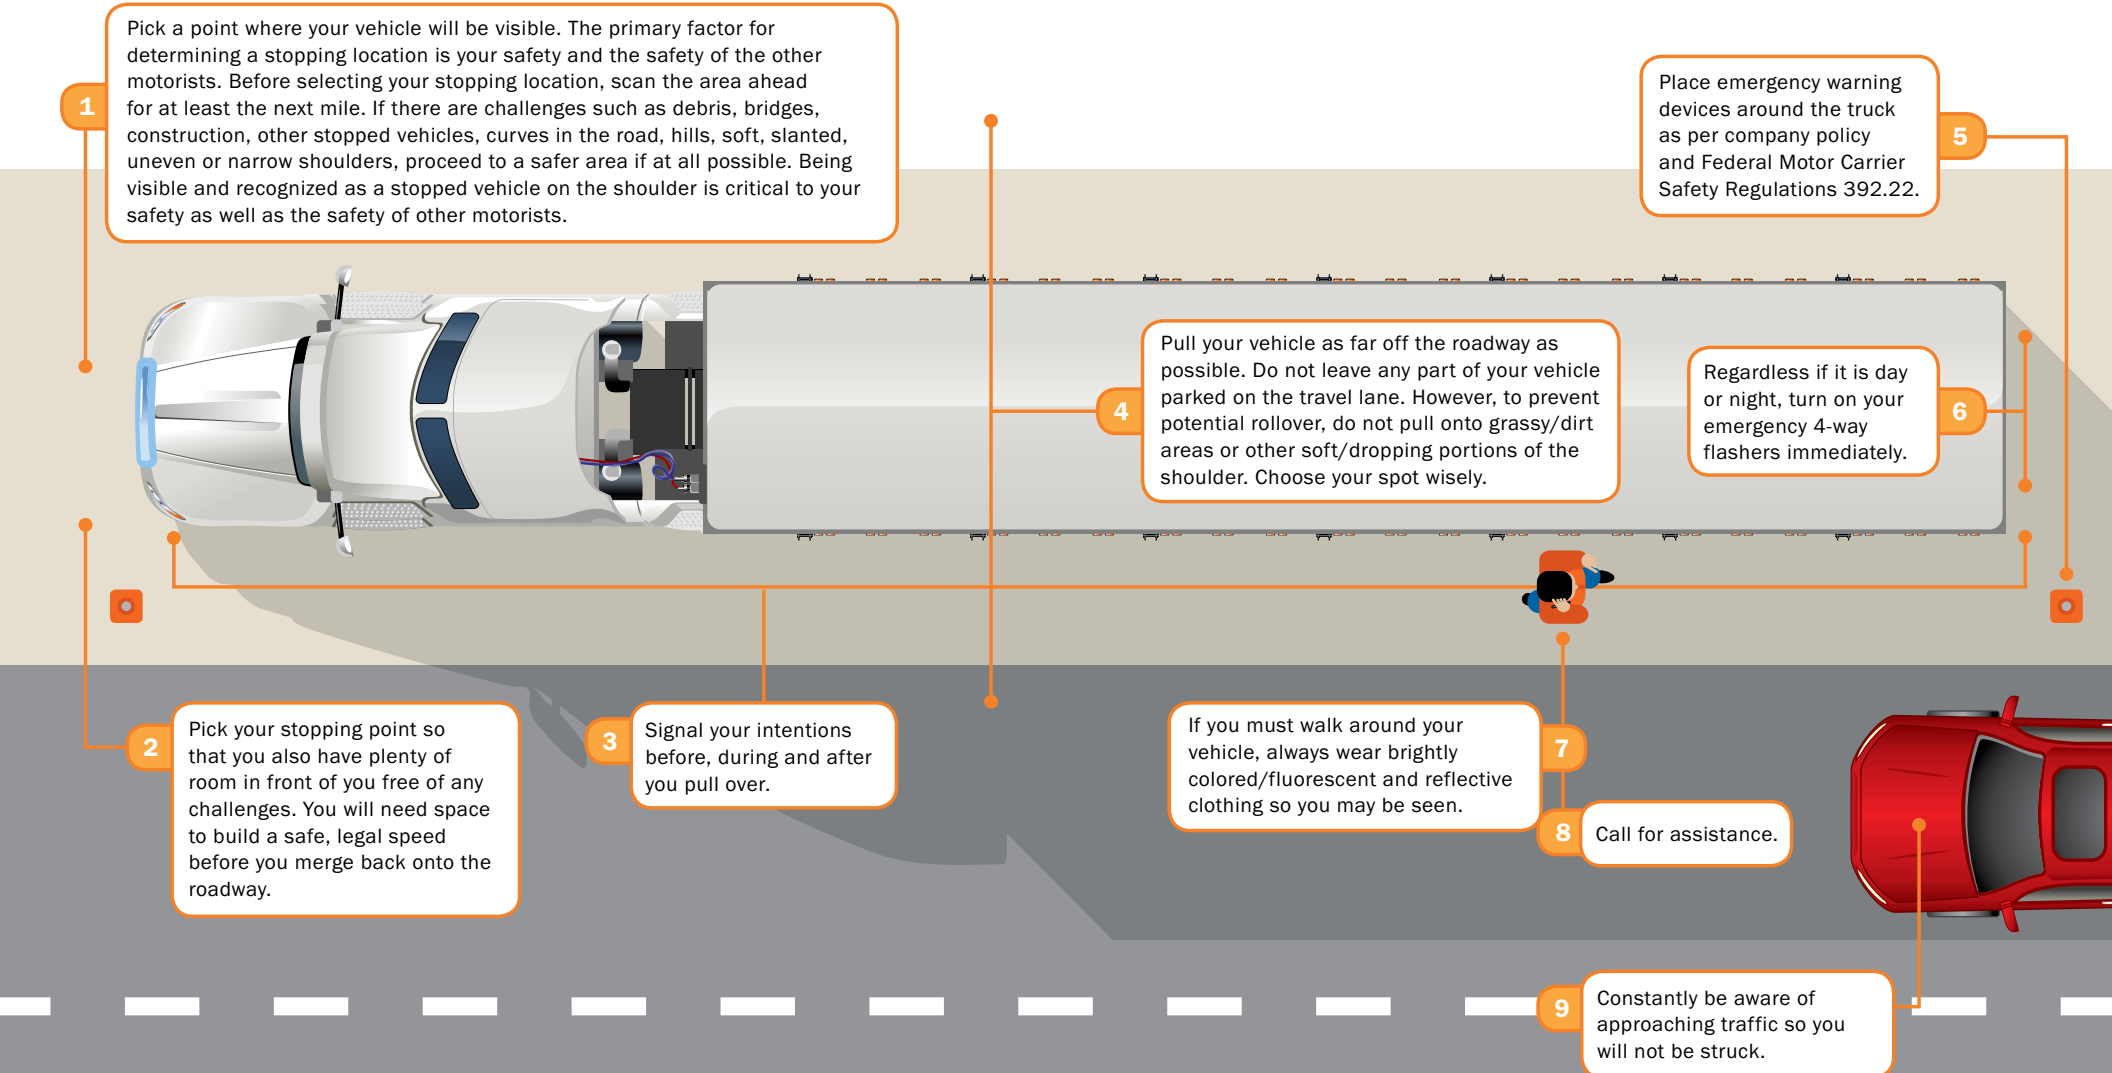 1
Pick a point where your vehicle will be visible. The primary factor for
determining a stopping location is your safety and the safety of the other
motorists. Before selecting your stopping location, scan the area ahead
for at least the next mile. If there are challenges such as debris, bridges,
construction, other stopped vehicles, curves in the road, hills, soft, slanted,
uneven or narrow shoulders, proceed to a safer area if at all possible. Being
visible and recognized as a stopped vehicle on the shoulder is critical to your
safety as well as the safety of other motorists.
2
Pick your stopping point so
that you also have plenty of
room in front of you free of any
challenges. You will need space
to build a safe, legal speed
before you merge back onto the
roadway.
3
Signal your intentions
before, during and after
you pull over.
4
Pull your vehicle as far off the roadway as
possible. Do not leave any part of your vehicle
parked on the travel lane. However, to prevent
potential rollover, do not pull onto grassy/dirt
areas or other soft/dropping portions of the
shoulder. Choose your spot wisely.
5
Place emergency warning
devices around the truck
as per company policy
and Federal Motor Carrier
Safety Regulations 392.22.
6
Regardless if it is day
or night, turn on your
emergency 4-way
flashers immediately.
7
If you must walk around your
vehicle, always wear brightly
colored/fluorescent and reflective
clothing so you may be seen.
8
Call for assistance.
9
Constantly be aware of
approaching traffic so you
will not be struck.